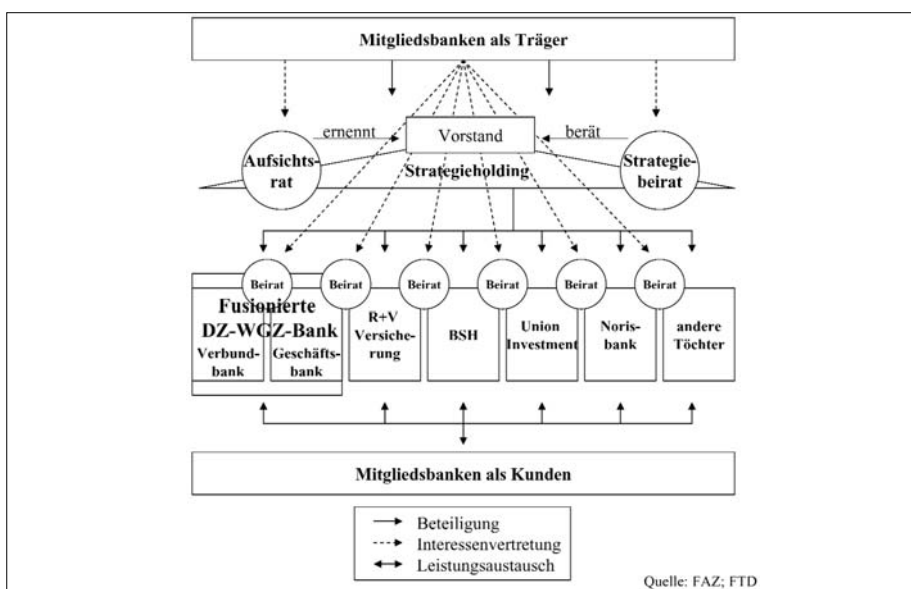 Mitgliedsbanken als Träger
ernennt
Vorstand
berät
Aufsichts-
rat
Strategie-
beirat
Strategieholding
Beirat
Beirat
Beirat
Beirat
Beirat
Beirat
Fusionierte
DZ-WGZ-Bank
Verbund-
bank
Geschäfts-
bank
R+V
Versiche-
rung
BSH
Union
Investment
Noris-
bank
andere
Töchter
Mitgliedsbanken als Kunden
Beteiligung
Interessenvertretung
Leistungsaustausch
Quelle: FAZ; FTD